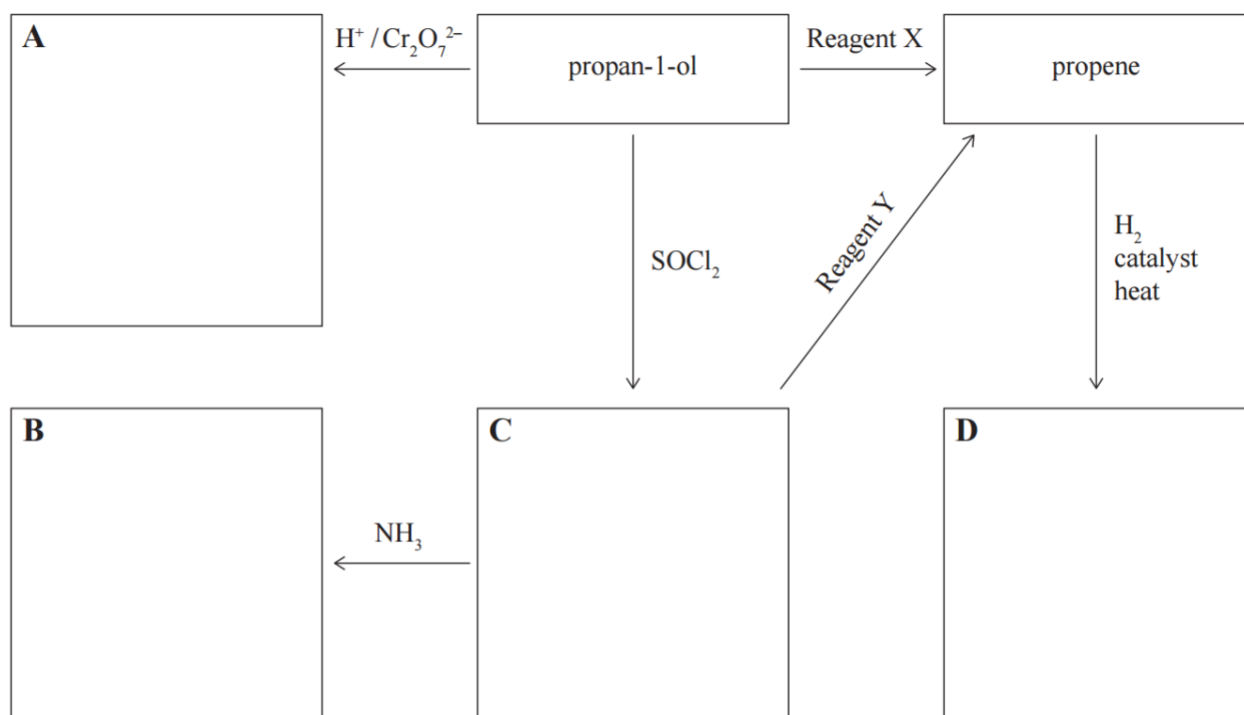 A
H⁺ / Cr₂O₇²⁻
propan-1-ol
Reagent X
propene
SOCl₂
Reagent Y
H₂
catalyst
heat
B
NH₃
C
D